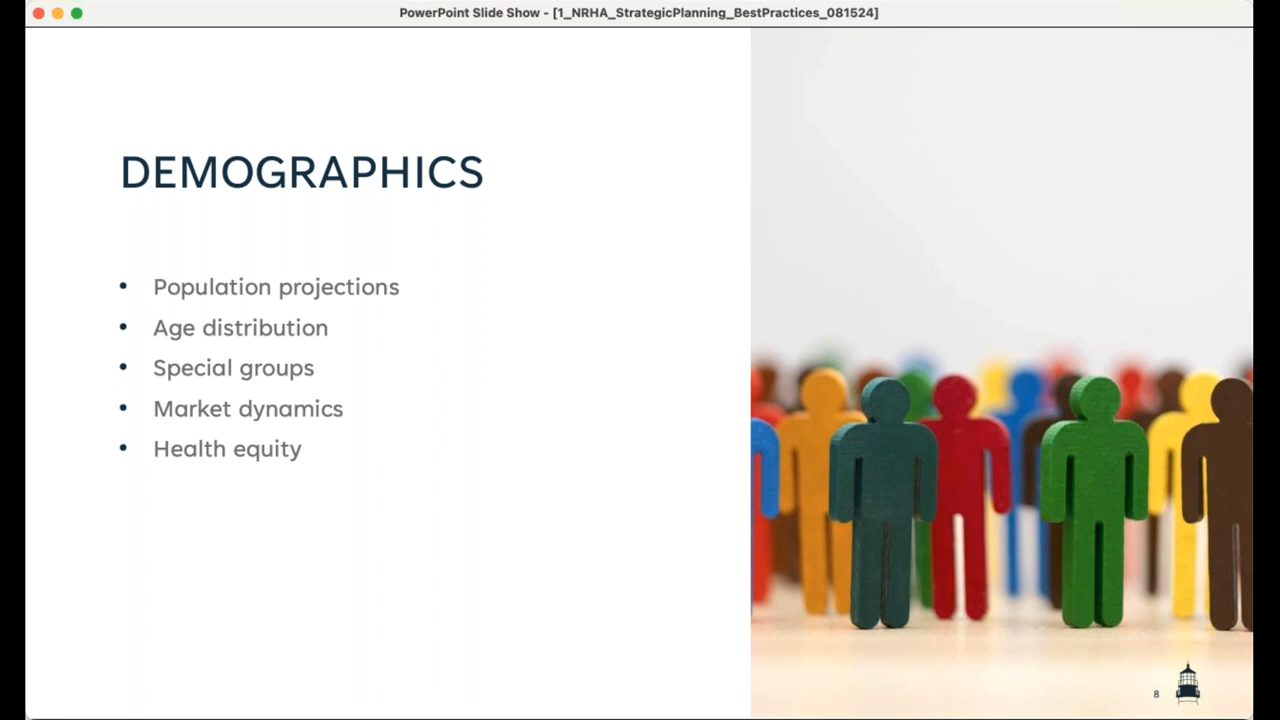 PowerPoint Slide Show - [1_NRHA_StrategicPlanning_BestPractices_081524]
DEMOGRAPHICS
• Population projections
• Age distribution
• Special groups
• Market dynamics
• Health equity
8